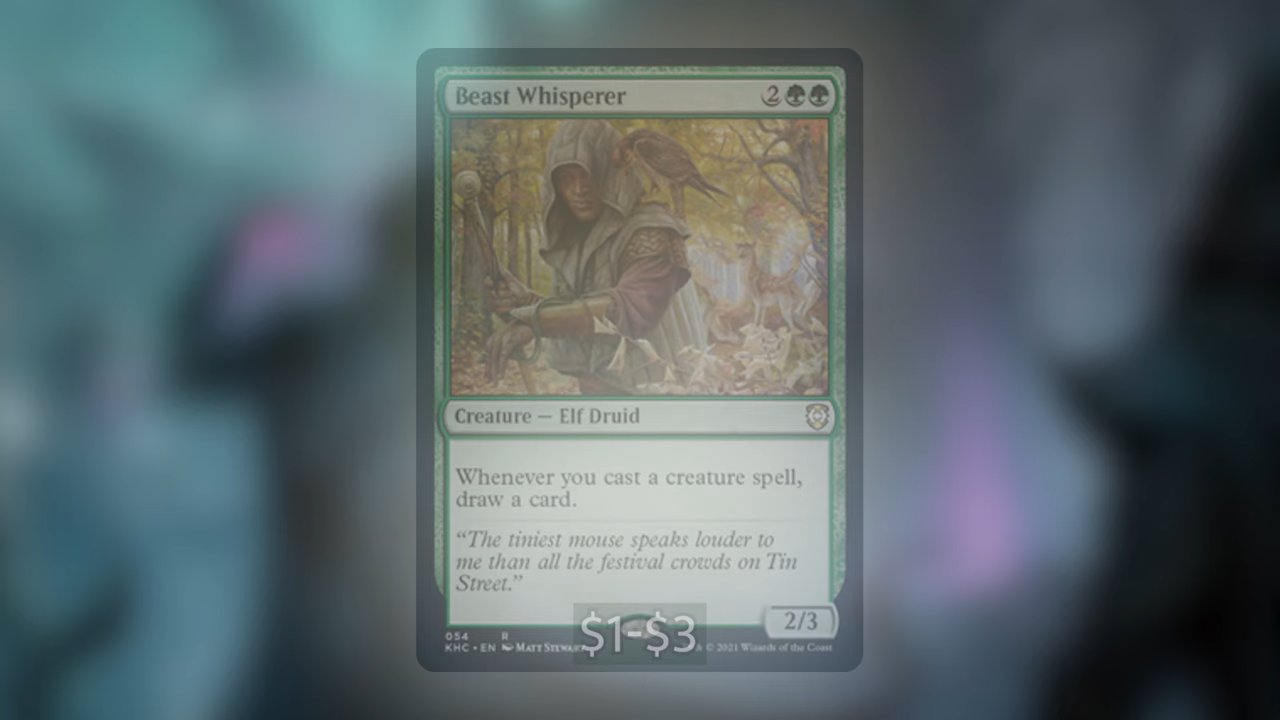 Beast Whisperer 2
Creature — Elf Druid
Whenever you cast a creature spell,
draw a card.
“The tiniest mouse speaks louder to
me than all the festival crowds on Tin
Street.”
2/3
$1-$3
054 R
KHC • EN MATT STEWART © 2021 Wizards of the Coast